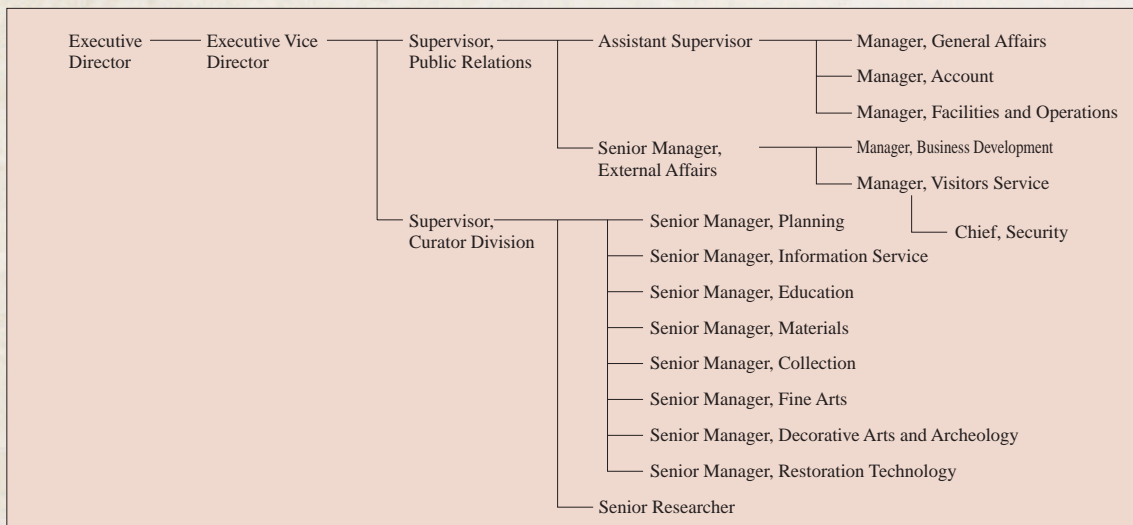 Executive
Director
Executive Vice
Director
Supervisor,
Public Relations
Assistant Supervisor
Manager, General Affairs
Manager, Account
Manager, Facilities and Operations
Senior Manager,
External Affairs
Manager, Business Development
Manager, Visitors Service
Chief, Security
Supervisor,
Curator Division
Senior Manager, Planning
Senior Manager, Information Service
Senior Manager, Education
Senior Manager, Materials
Senior Manager, Collection
Senior Manager, Fine Arts
Senior Manager, Decorative Arts and Archeology
Senior Manager, Restoration Technology
Senior Researcher